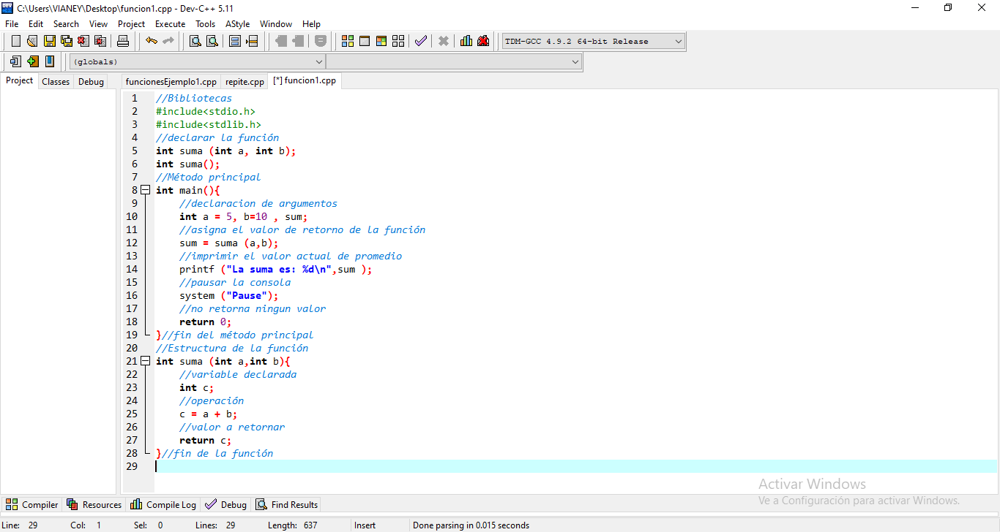 C:\Users\VIANEY\Desktop\funcion1.cpp - Dev-C++ 5.11
File Edit Search View Project Execute Tools AStyle Window Help
TDM-GCC 4.9.2 64-bit Release
(globals)
Project Classes Debug funcionesEjemplo1.cpp repite.cpp [*] funcion1.cpp
1 //Bibliotecas
2 #include<stdio.h>
3 #include<stdlib.h>
4 //declarar la función
5 int suma (int a, int b);
6 int suma();
7 //Método principal
8 int main(){
9 //declaracion de argumentos
10 int a = 5, b=10 , sum;
11 //asigna el valor de retorno de la función
12 sum = suma (a,b);
13 //imprimir el valor actual de promedio
14 printf ("La suma es: %d\n",sum );
15 //pausar la consola
16 system ("Pause");
17 //no retorna ningun valor
18 return 0;
19 }//fin del método principal
20 //Estructura de la función
21 int suma (int a,int b){
22 //variable declarada
23 int c;
24 //operación
25 c = a + b;
26 //valor a retornar
27 return c;
28 }//fin de la función
29
Activar Windows
Ve a Configuración para activar Windows.
Compiler Resources Compile Log Debug Find Results
Line: 29 Col: 1 Sel: 0 Lines: 29 Length: 637 Insert Done parsing in 0.015 seconds